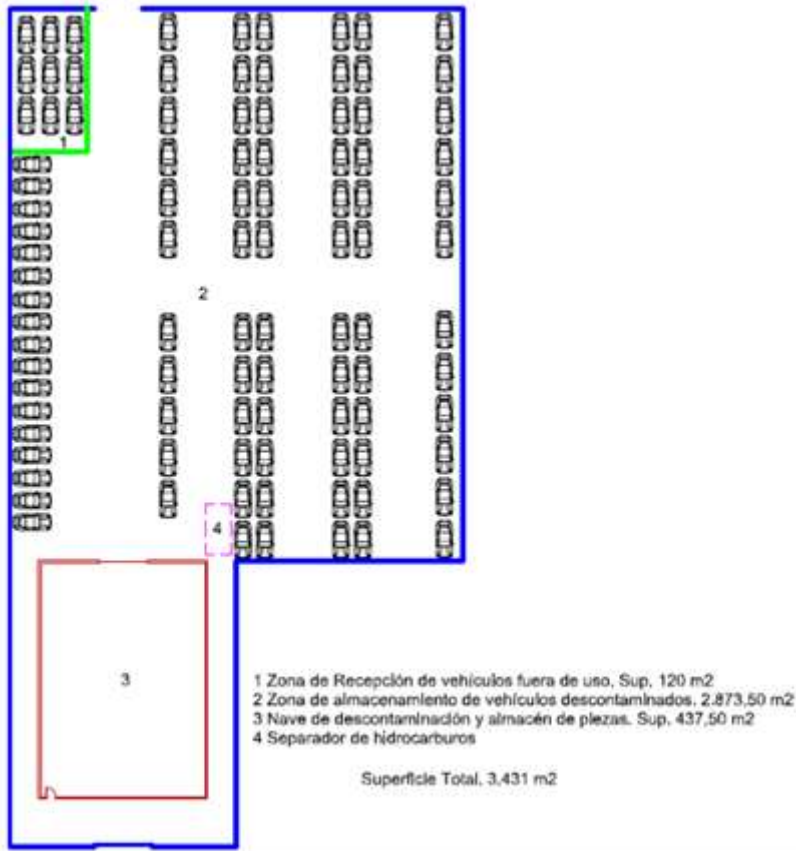 1
2
4
3
1 Zona de Recepción de vehículos fuera de uso, Sup, 120 m2
2 Zona de almacenamiento de vehículos descontaminados. 2.873,50 m2
3 Nave de descontaminación y almacén de piezas. Sup. 437,50 m2
4 Separador de hidrocarburos
Superficie Total, 3,431 m2